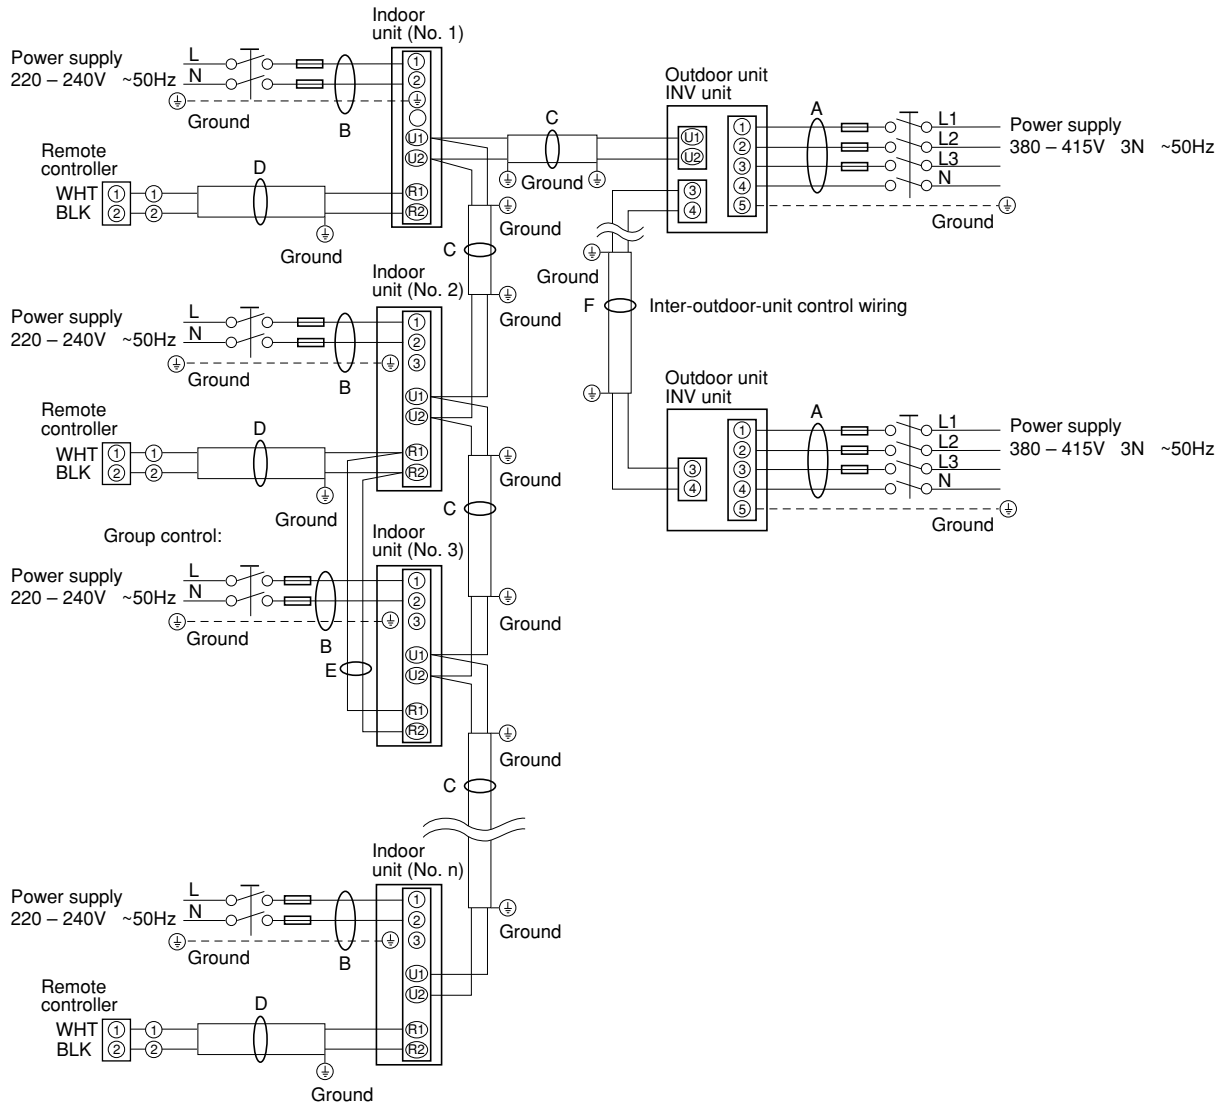 Indoor
unit (No. 1)
Power supply
220 – 240V ~50Hz
L
N
Ground
B
1
2
U1
U2
R1
R2
Remote
controller
WHT 1 1
BLK 2 2
D
Ground
C
Ground
Outdoor unit
INV unit
U1
U2
3
4
1
2
3
4
5
A
L1
L2
L3
N
Power supply
380 – 415V 3N ~50Hz
Ground
Ground
C
Ground
Ground
F
Inter-outdoor-unit control wiring
Indoor
unit (No. 2)
Power supply
220 – 240V ~50Hz
L
N
Ground
B
1
2
3
U1
U2
R1
R2
Remote
controller
WHT 1 1
BLK 2 2
D
Ground
Ground
C
Ground
Outdoor unit
INV unit
3
4
1
2
3
4
5
A
L1
L2
L3
N
Power supply
380 – 415V 3N ~50Hz
Ground
Group control:
Indoor
unit (No. 3)
Power supply
220 – 240V ~50Hz
L
N
Ground
B
E
1
2
3
U1
U2
R1
R2
Ground
C
Indoor
unit (No. n)
Power supply
220 – 240V ~50Hz
L
N
Ground
B
1
2
3
U1
U2
R1
R2
Ground
Remote
controller
WHT 1 1
BLK 2 2
D
Ground